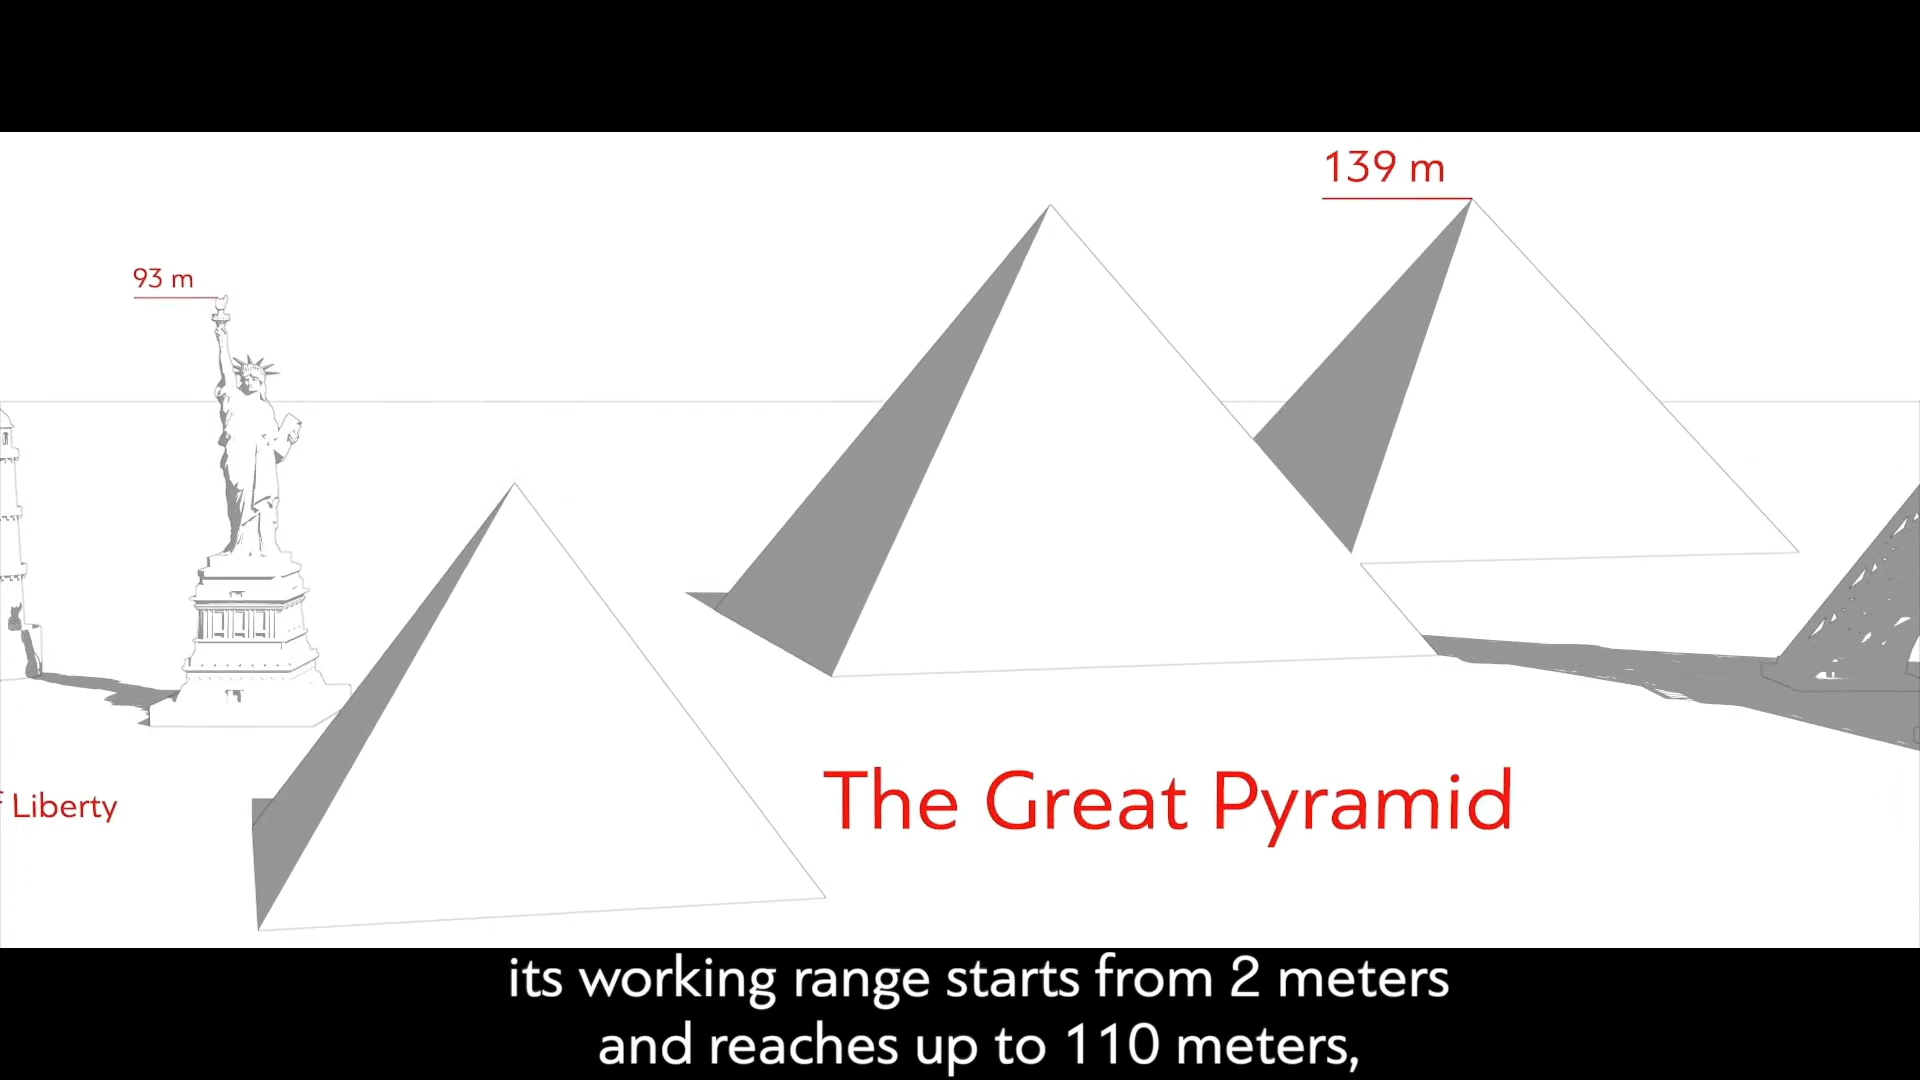 139 m
93 m
f Liberty
The Great Pyramid
its working range starts from 2 meters
and reaches up to 110 meters,